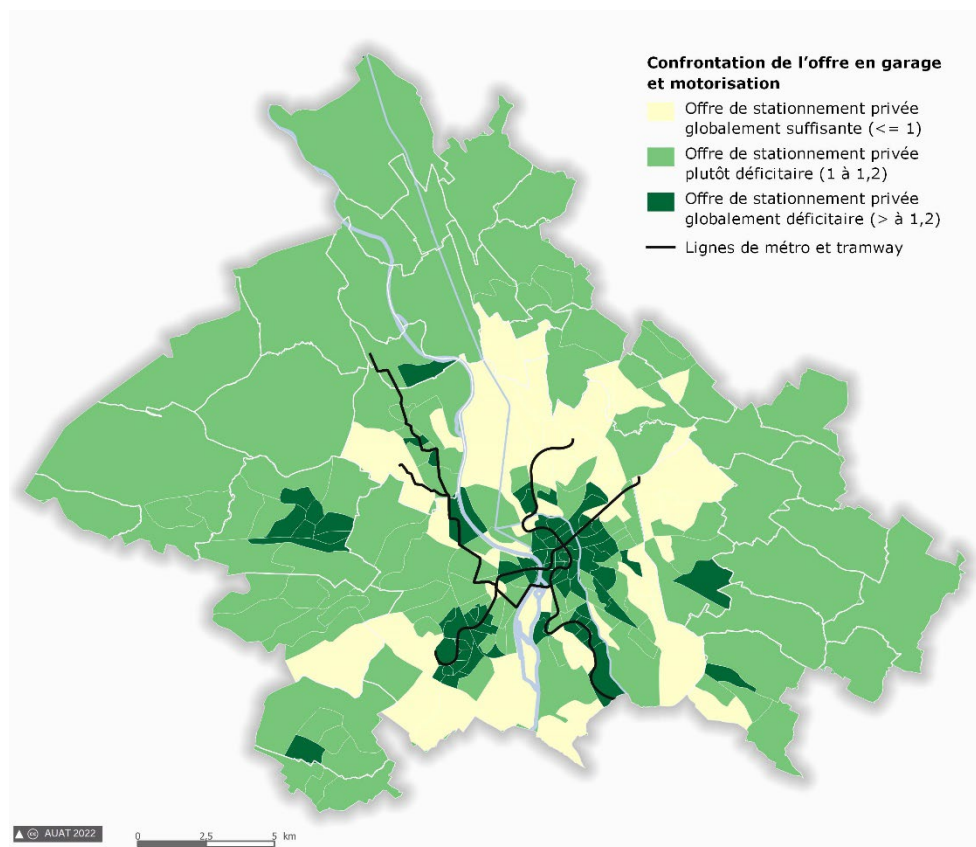 Confrontation de l'offre en garage
et motorisation
Offre de stationnement privée
globalement suffisante (<= 1)
Offre de stationnement privée
plutôt déficitaire (1 à 1,2)
Offre de stationnement privée
globalement déficitaire (> à 1,2)
Lignes de métro et tramway
cc AUAT 2022
0 2,5 5 km